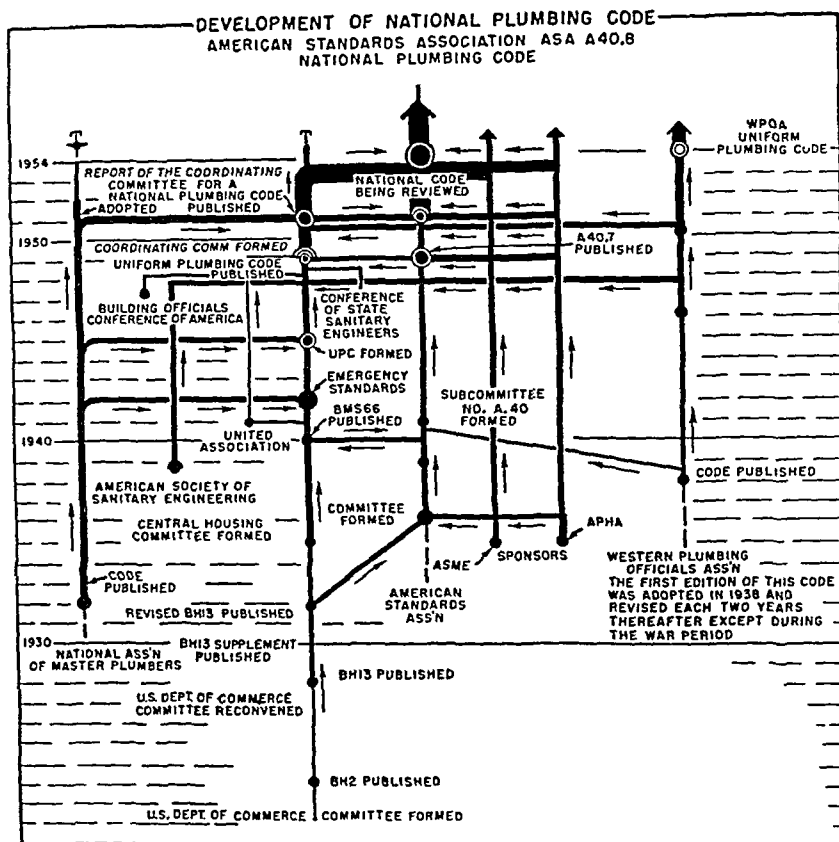 DEVELOPMENT OF NATIONAL PLUMBING CODE
AMERICAN STANDARDS ASSOCIATION ASA A40.8
NATIONAL PLUMBING CODE
WPOA
UNIFORM
PLUMBING CODE
1954
REPORT OF THE COORDINATING
COMMITTEE FOR A
NATIONAL PLUMBING CODE
ADOPTED PUBLISHED
NATIONAL CODE
BEING REVIEWED
1950
COORDINATING COMM FORMED
A40.7
PUBLISHED
UNIFORM PLUMBING CODE
PUBLISHED
BUILDING OFFICIALS
CONFERENCE OF AMERICA
CONFERENCE
OF STATE
SANITARY
ENGINEERS
UPC FORMED
EMERGENCY
STANDARDS
BMS66
PUBLISHED
SUBCOMMITTEE
NO. A.40
FORMED
UNITED
ASSOCIATION
1940
CODE PUBLISHED
AMERICAN SOCIETY OF
SANITARY ENGINEERING
CENTRAL HOUSING
COMMITTEE FORMED
COMMITTEE
FORMED
ASME
SPONSORS
APHA
CODE
PUBLISHED
REVISED BH13 PUBLISHED
AMERICAN
STANDARDS
ASS'N
WESTERN PLUMBING
OFFICIALS ASS'N
THE FIRST EDITION OF THIS CODE
WAS ADOPTED IN 1938 AND
REVISED EACH TWO YEARS
THEREAFTER EXCEPT DURING
THE WAR PERIOD
1930
NATIONAL ASS'N
OF MASTER PLUMBERS
BH13 SUPPLEMENT
PUBLISHED
BH13 PUBLISHED
U.S. DEPT. OF COMMERCE
COMMITTEE RECONVENED
BH2 PUBLISHED
U.S. DEPT. OF COMMERCE COMMITTEE FORMED